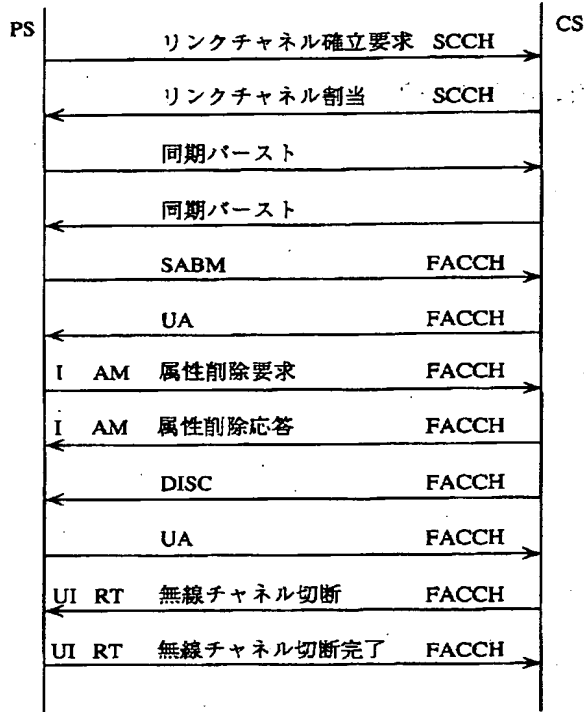 PS CS
リンクチャネル確立要求 SCCH
リンクチャネル割当 SCCH
同期バースト
同期バースト
SABM FACCH
UA FACCH
I AM 属性削除要求 FACCH
I AM 属性削除応答 FACCH
DISC FACCH
UA FACCH
UI RT 無線チャネル切断 FACCH
UI RT 無線チャネル切断完了 FACCH